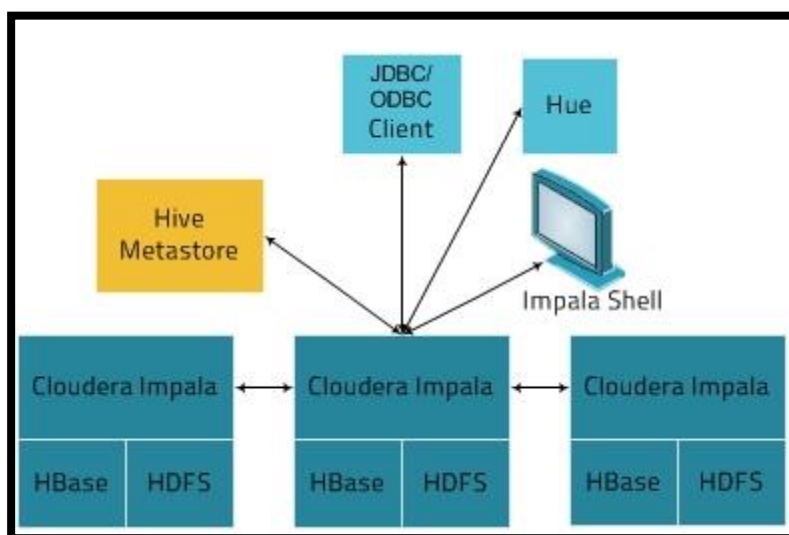 JDBC/
ODBC
Client
Hue
Hive
Metastore
Impala Shell
Cloudera Impala
Cloudera Impala
Cloudera Impala
HBase
HDFS
HBase
HDFS
HBase
HDFS